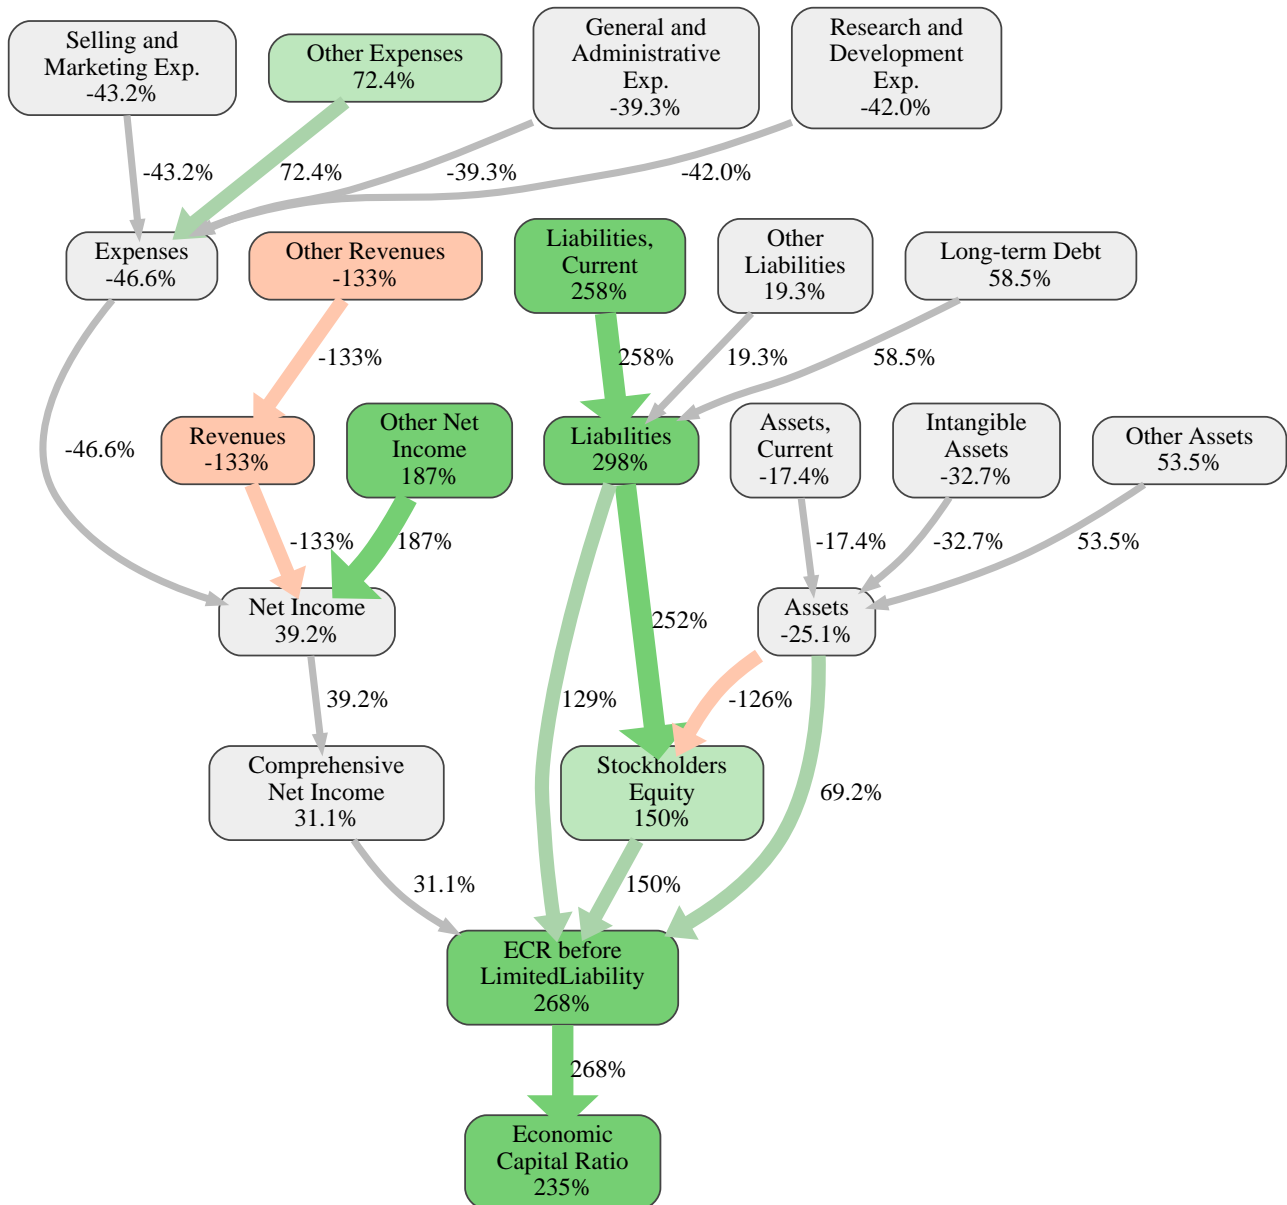 Selling and
Marketing Exp.
-43.2%
Other Expenses
72.4%
General and
Administrative
Exp.
-39.3%
Research and
Development
Exp.
-42.0%
-43.2%
72.4%
-39.3%
-42.0%
Expenses
-46.6%
Other Revenues
-133%
Liabilities,
Current
258%
Other
Liabilities
19.3%
Long-term Debt
58.5%
-133%
258%
19.3%
58.5%
-46.6%
Revenues
-133%
Other Net
Income
187%
Liabilities
298%
Assets,
Current
-17.4%
Intangible
Assets
-32.7%
Other Assets
53.5%
-133%
187%
-17.4%
-32.7%
53.5%
Net Income
39.2%
252%
Assets
-25.1%
39.2%
129%
-126%
Comprehensive
Net Income
31.1%
Stockholders
Equity
150%
69.2%
31.1%
150%
ECR before
LimitedLiability
268%
268%
Economic
Capital Ratio
235%